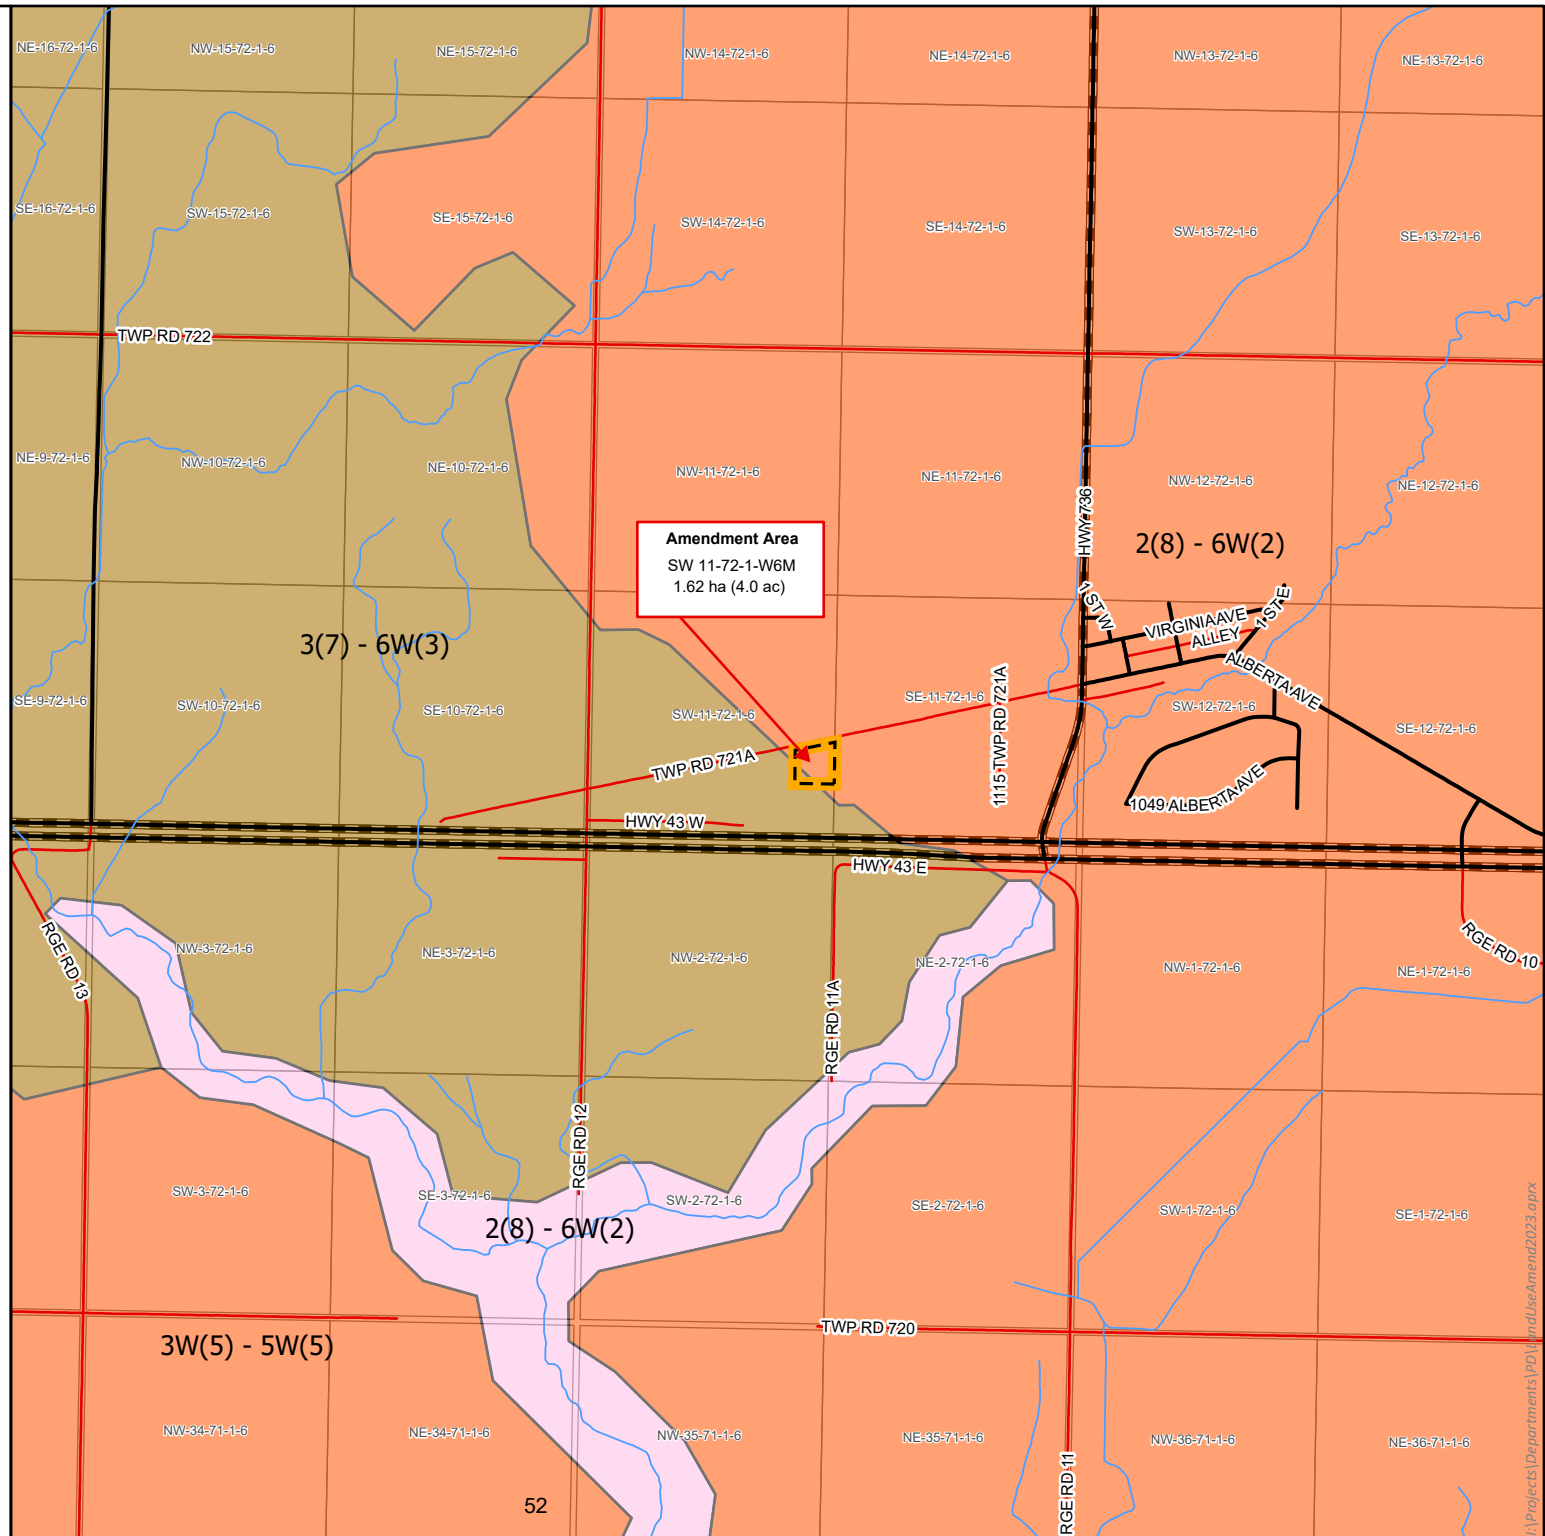 NE-16-72-1-6
NW-15-72-1-6
NE-15-72-1-6
NW-14-72-1-6
NE-14-72-1-6
NW-13-72-1-6
NE-13-72-1-6
SE-16-72-1-6
SW-15-72-1-6
SE-15-72-1-6
SW-14-72-1-6
SE-14-72-1-6
SW-13-72-1-6
SE-13-72-1-6
TWP RD 722
NE-9-72-1-6
NW-10-72-1-6
NE-10-72-1-6
NW-11-72-1-6
NE-11-72-1-6
NW-12-72-1-6
NE-12-72-1-6
HWY 736
2(8) - 6W(2)
Amendment Area
SW 11-72-1-W6M
1.62 ha (4.0 ac)
1 ST W
VIRGINIA AVE
ALLEY
1 ST E
ALBERTA AVE
3(7) - 6W(3)
SE-9-72-1-6
SW-10-72-1-6
SE-10-72-1-6
SW-11-72-1-6
SE-11-72-1-6
1115 TWP RD 721A
SW-12-72-1-6
SE-12-72-1-6
TWP RD 721A
1049 ALBERTA AVE
HWY 43 W
HWY 43 E
RGE RD 13
NW-3-72-1-6
NE-3-72-1-6
NW-2-72-1-6
RGE RD 11A
NE-2-72-1-6
NW-1-72-1-6
NE-1-72-1-6
RGE RD 10
RGE RD 12
SW-3-72-1-6
SE-3-72-1-6
SW-2-72-1-6
SE-2-72-1-6
SW-1-72-1-6
SE-1-72-1-6
2(8) - 6W(2)
3W(5) - 5W(5)
TWP RD 720
NW-34-71-1-6
NE-34-71-1-6
NW-35-71-1-6
NE-35-71-1-6
NW-36-71-1-6
NE-36-71-1-6
RGE RD 11
52
I:\Projects\Departments\PD\LandUseAmend2023.aprx